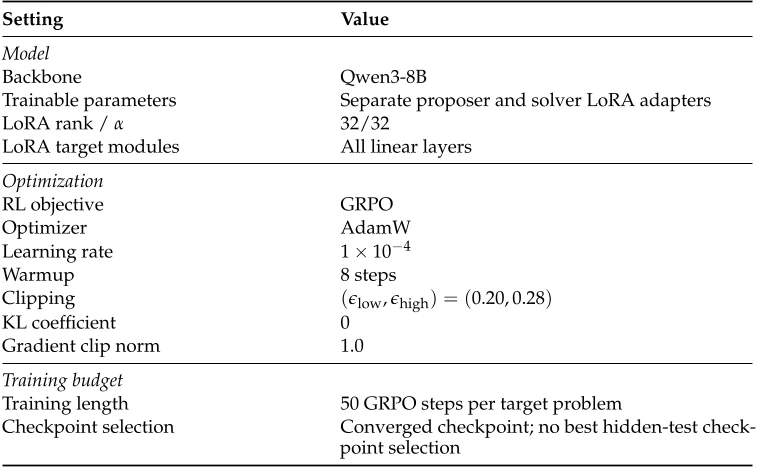 Setting Value
Model
Backbone Qwen3-8B
Trainable parameters Separate proposer and solver LoRA adapters
LoRA rank / α 32/32
LoRA target modules All linear layers
Optimization
RL objective GRPO
Optimizer AdamW
Learning rate 1 × 10⁻⁴
Warmup 8 steps
Clipping (ϵlow, ϵhigh) = (0.20, 0.28)
KL coefficient 0
Gradient clip norm 1.0
Training budget
Training length 50 GRPO steps per target problem
Checkpoint selection Converged checkpoint; no best hidden-test check-
point selection